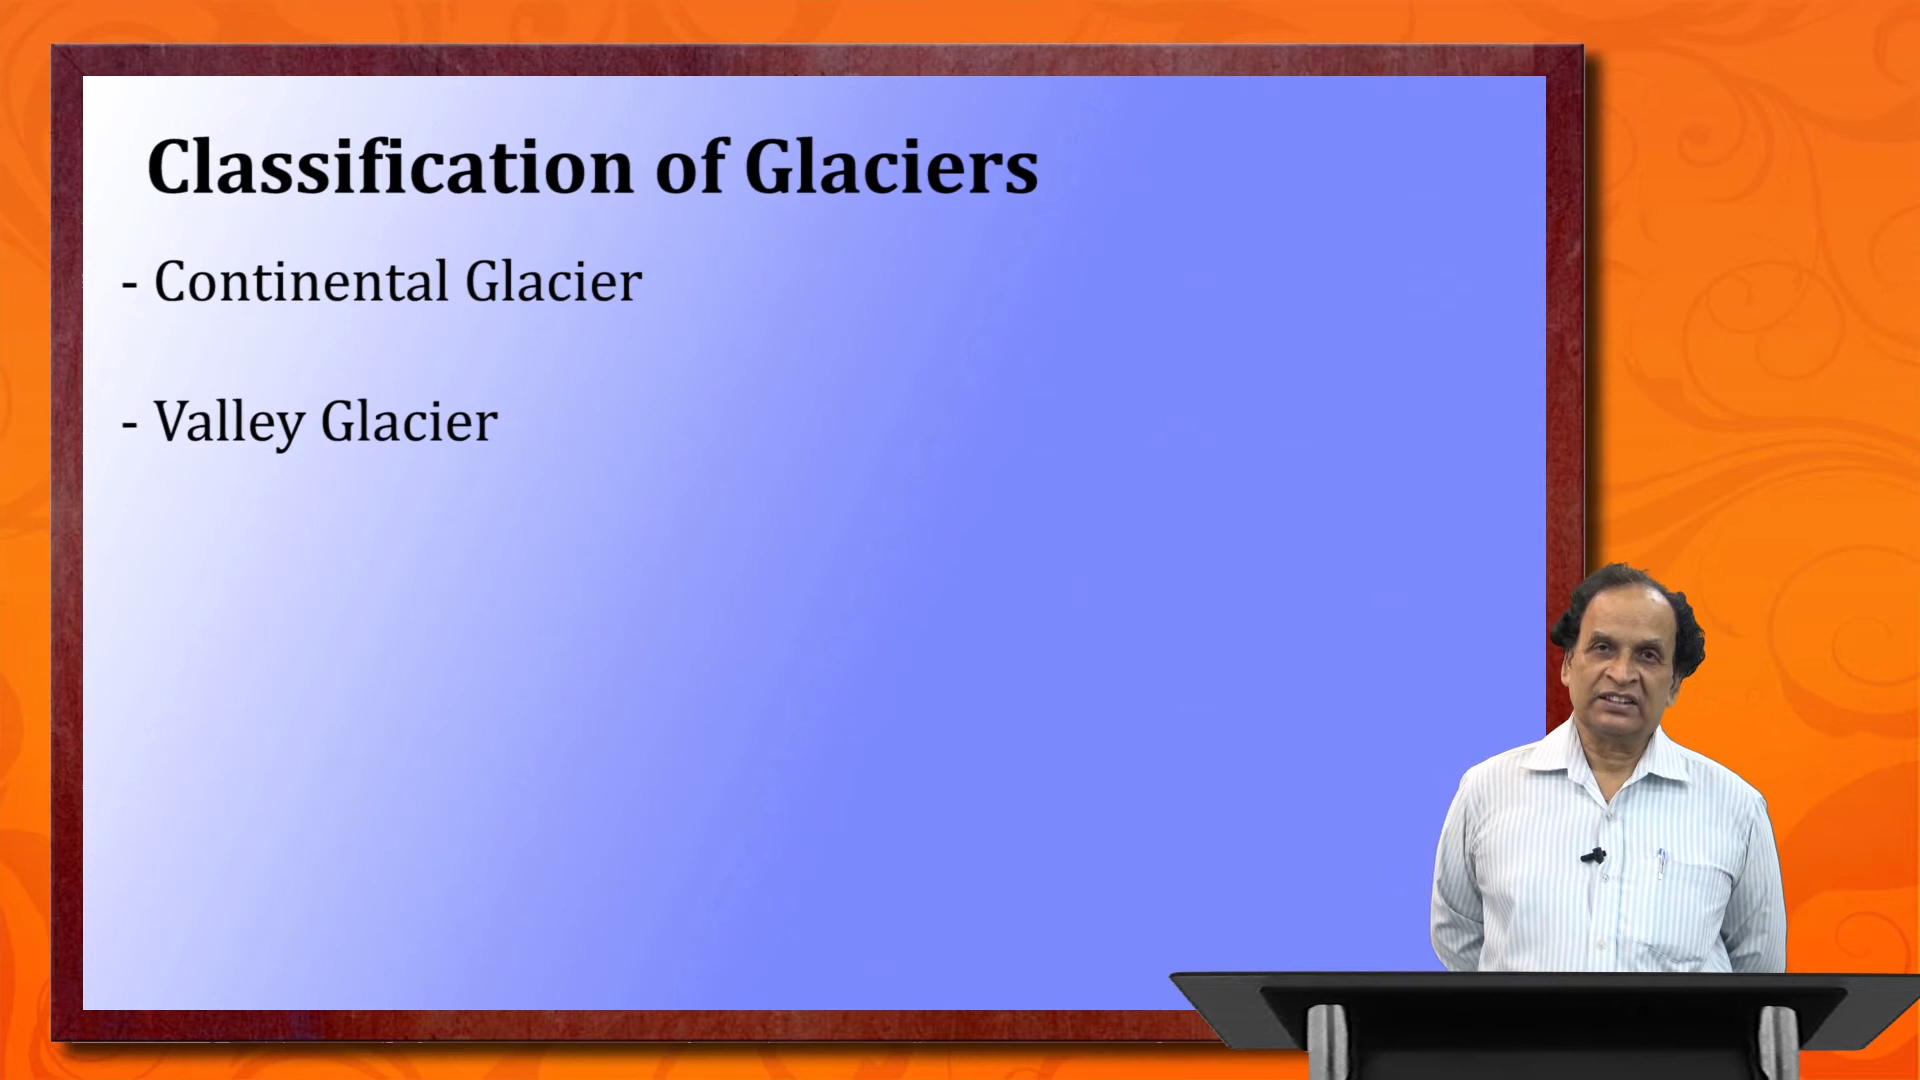 Classification of Glaciers
- Continental Glacier
- Valley Glacier